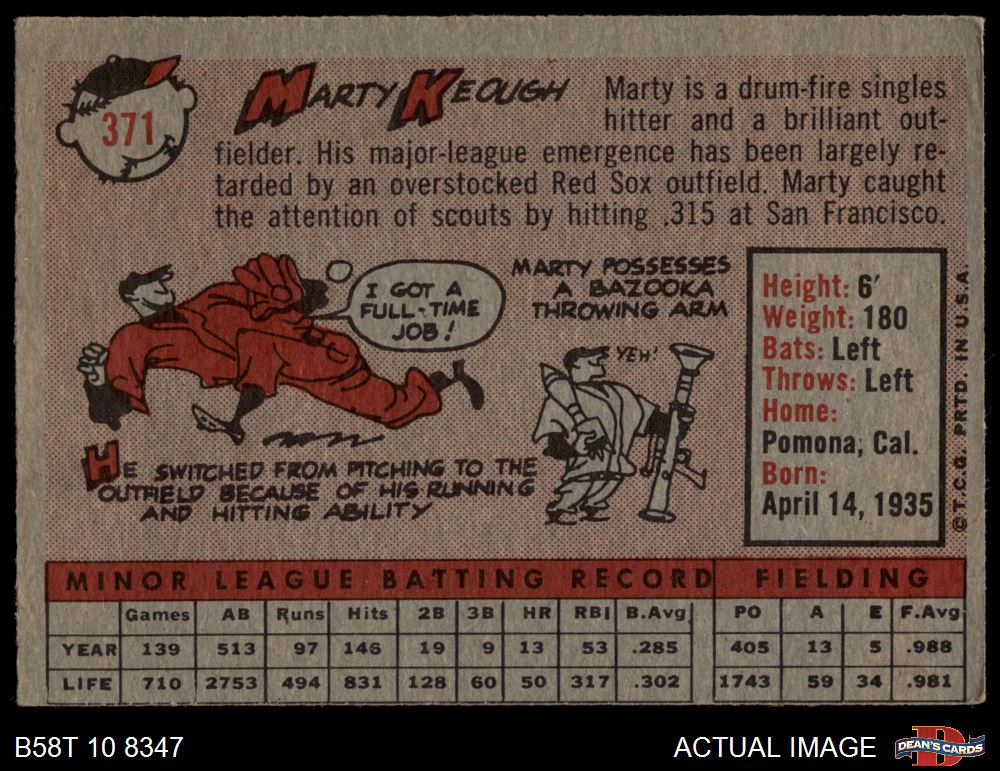 371
MARTY KEOUGH
Marty is a drum-fire singles
hitter and a brilliant out-
fielder. His major-league emergence has been largely re-
tarded by an overstocked Red Sox outfield. Marty caught
the attention of scouts by hitting .315 at San Francisco.
I GOT A
FULL-TIME
JOB!
HE SWITCHED FROM PITCHING TO THE
OUTFIELD BECAUSE OF HIS RUNNING
AND HITTING ABILITY
MARTY POSSESSES
A BAZOOKA
THROWING ARM
YEH!
Height: 6'
Weight: 180
Bats: Left
Throws: Left
Home:
Pomona, Cal.
Born:
April 14, 1935
© T.C.G. PRTD. IN U.S.A.
MINOR LEAGUE BATTING RECORD FIELDING
Games AB Runs Hits 2B 3B HR RBI B.Avg. PO A E F.Avg.
YEAR 139 513 97 146 19 9 13 53 .285 405 13 5 .988
LIFE 710 2753 494 831 128 60 50 317 .302 1743 59 34 .981
B58T 10 8347 ACTUAL IMAGE
DEAN'S CARDS